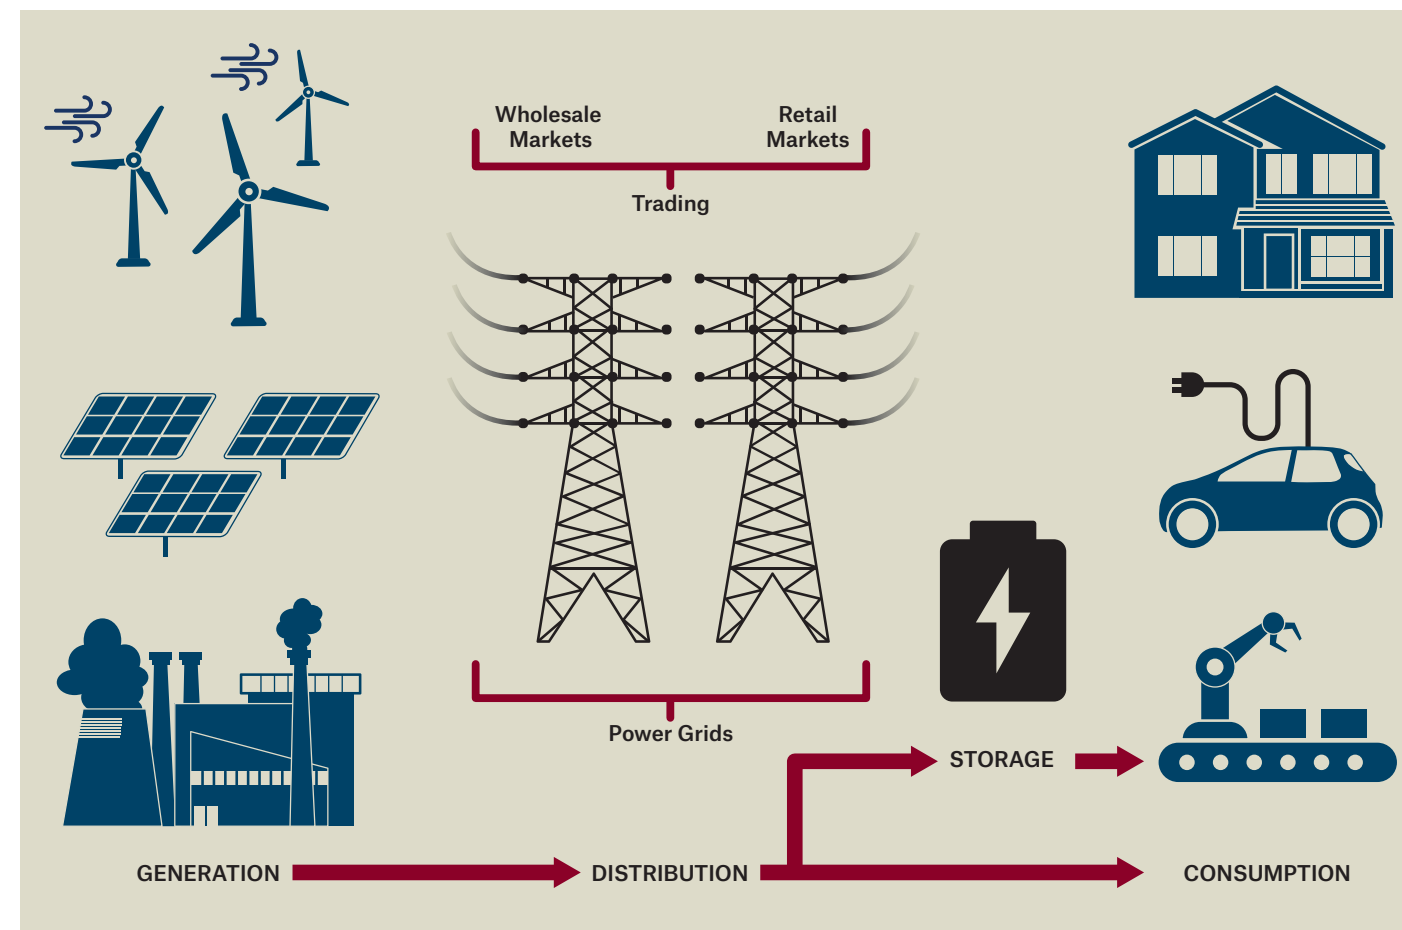 Wholesale
Markets
Retail
Markets
Trading
Power Grids
STORAGE
GENERATION
DISTRIBUTION
CONSUMPTION